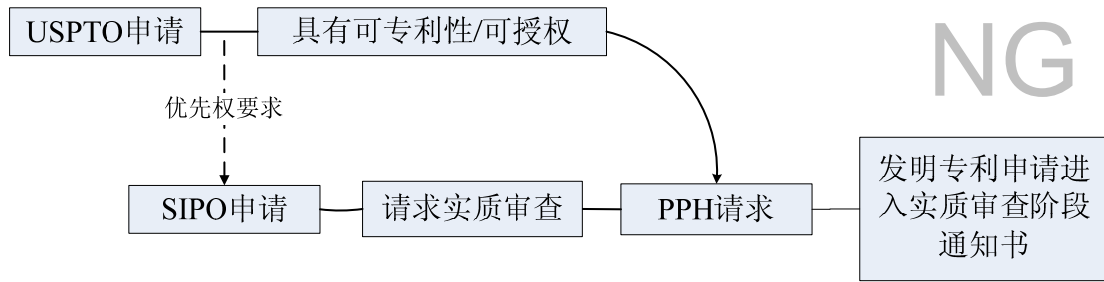 USPTO申请
具有可专利性/可授权
NG
优先权要求
SIPO申请
请求实质审查
PPH请求
发明专利申请进
入实质审查阶段
通知书